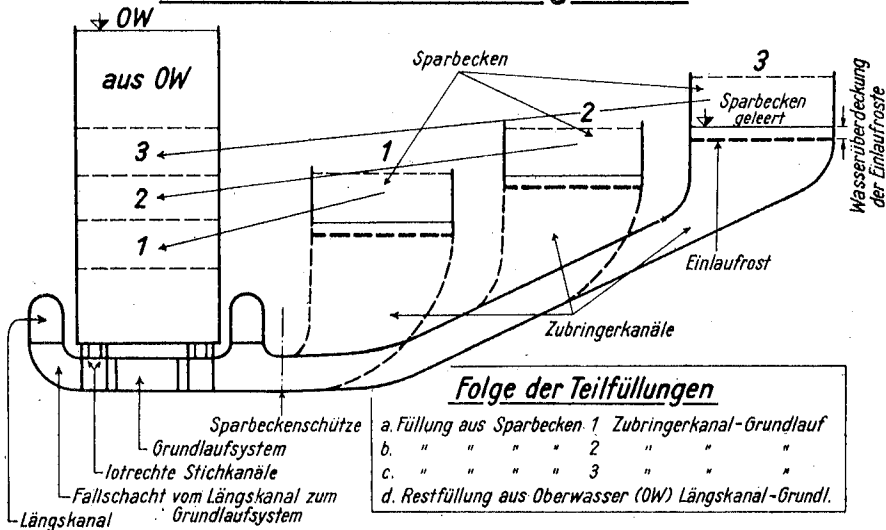 OW
aus OW
3
2
1
Sparbecken
1
2
3
Sparbecken
geleert
Wasserüberdeckung
der Einlaufroste
Einlaufrost
Zubringerkanäle
Sparbeckenschütze
Grundlaufsystem
lotrechte Stichkanäle
Fallschacht vom Längskanal zum
Grundlaufsystem
Längskanal
Folge der Teilfüllungen
a. Füllung aus Sparbecken 1 Zubringerkanal-Grundlauf
b. " " " " 2 " " "
c. " " " " 3 " " "
d. Restfüllung aus Oberwasser (OW) Längskanal-Grundl.